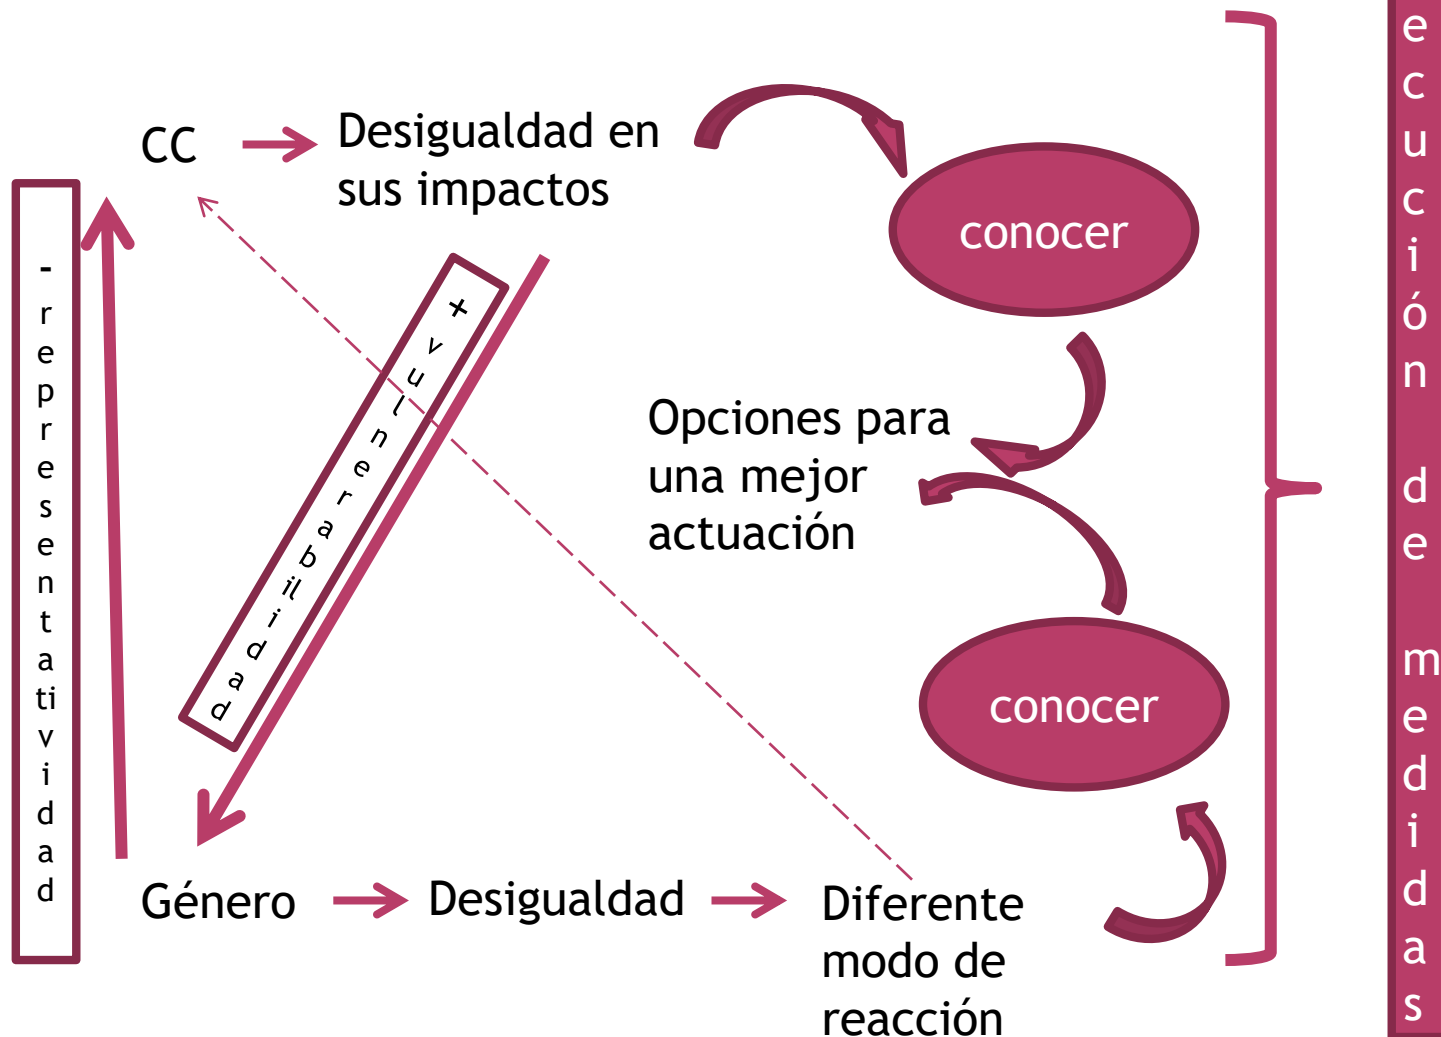 CC
Desigualdad en
sus impactos
conocer
- representatividad
+ vulnerabilidad
Opciones para
una mejor
actuación
conocer
Género
Desigualdad
Diferente
modo de
reacción
ecución de medidas